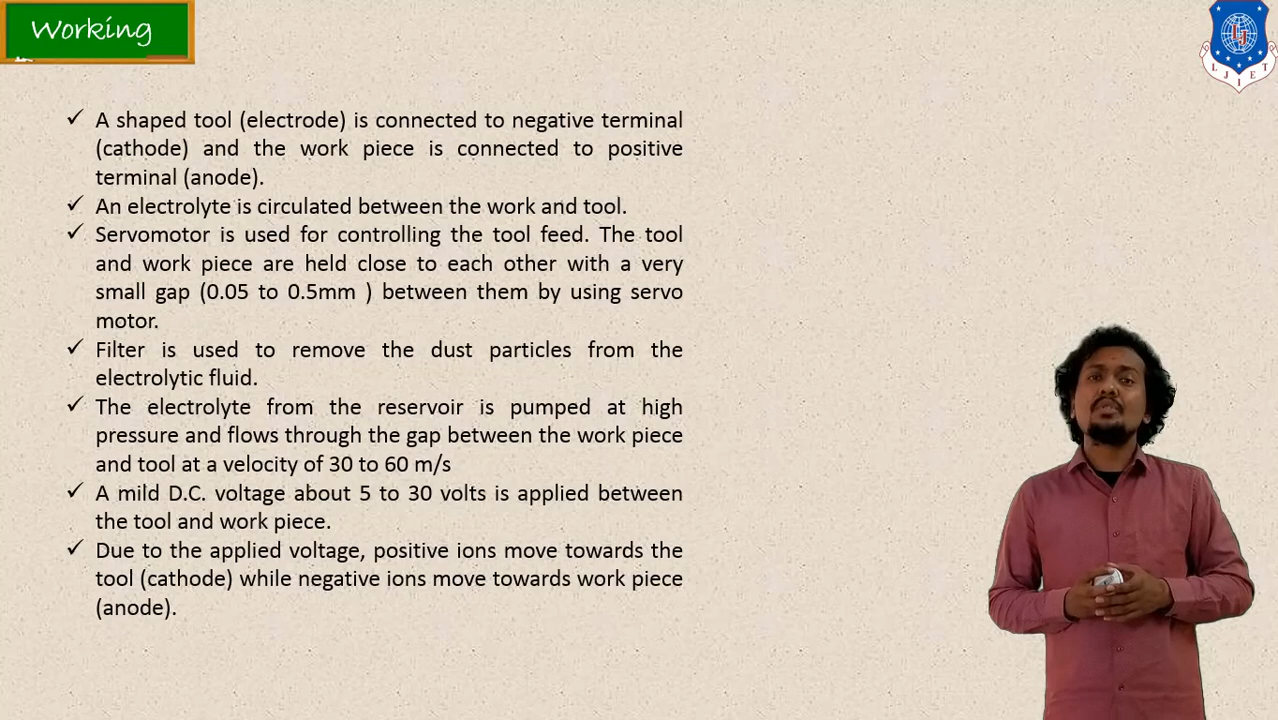 Working
L J I E T
✓ A shaped tool (electrode) is connected to negative terminal
(cathode) and the work piece is connected to positive
terminal (anode).
✓ An electrolyte is circulated between the work and tool.
✓ Servomotor is used for controlling the tool feed. The tool
and work piece are held close to each other with a very
small gap (0.05 to 0.5mm ) between them by using servo
motor.
✓ Filter is used to remove the dust particles from the
electrolytic fluid.
✓ The electrolyte from the reservoir is pumped at high
pressure and flows through the gap between the work piece
and tool at a velocity of 30 to 60 m/s
✓ A mild D.C. voltage about 5 to 30 volts is applied between
the tool and work piece.
✓ Due to the applied voltage, positive ions move towards the
tool (cathode) while negative ions move towards work piece
(anode).